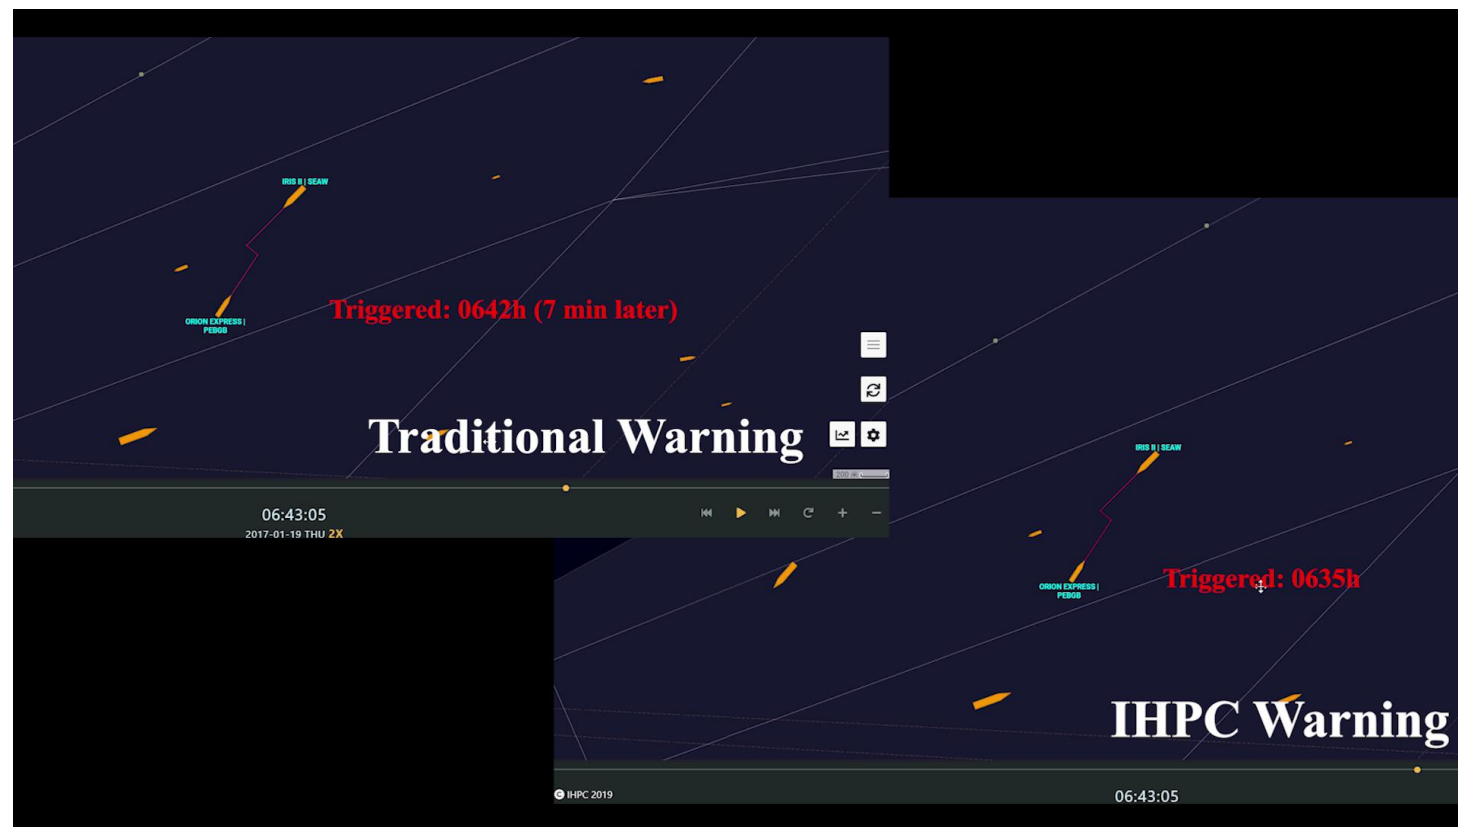 IRIS II | SEAW
ORION EXPRESS |
PEBGB
Triggered: 0642h (7 min later)
Traditional Warning
200 m
06:43:05
2017-01-19 THU 2X
IRIS II | SEAW
ORION EXPRESS |
PEBGB
Triggered: 0635h
IHPC Warning
C IHPC 2019
06:43:05